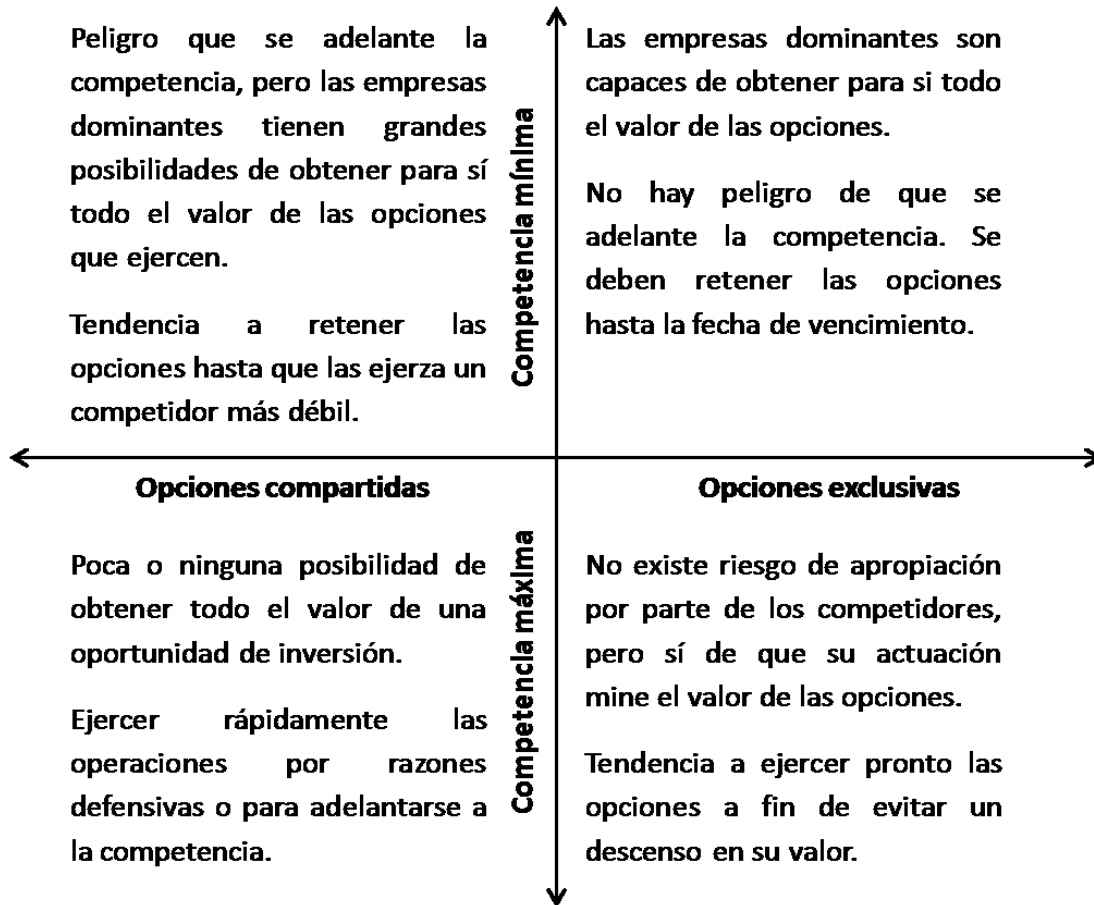 Peligro que se adelante la
competencia, pero las empresas
dominantes tienen grandes
posibilidades de obtener para sí
todo el valor de las opciones
que ejercen.
Tendencia a retener las
opciones hasta que las ejerza un
competidor más débil.
Competencia mínima
Las empresas dominantes son
capaces de obtener para si todo
el valor de las opciones.
No hay peligro de que se
adelante la competencia. Se
deben retener las opciones
hasta la fecha de vencimiento.
Opciones compartidas
Opciones exclusivas
Poca o ninguna posibilidad de
obtener todo el valor de una
oportunidad de inversión.
Ejercer rápidamente las
operaciones por razones
defensivas o para adelantarse a
la competencia.
Competencia máxima
No existe riesgo de apropiación
por parte de los competidores,
pero sí de que su actuación
mine el valor de las opciones.
Tendencia a ejercer pronto las
opciones a fin de evitar un
descenso en su valor.